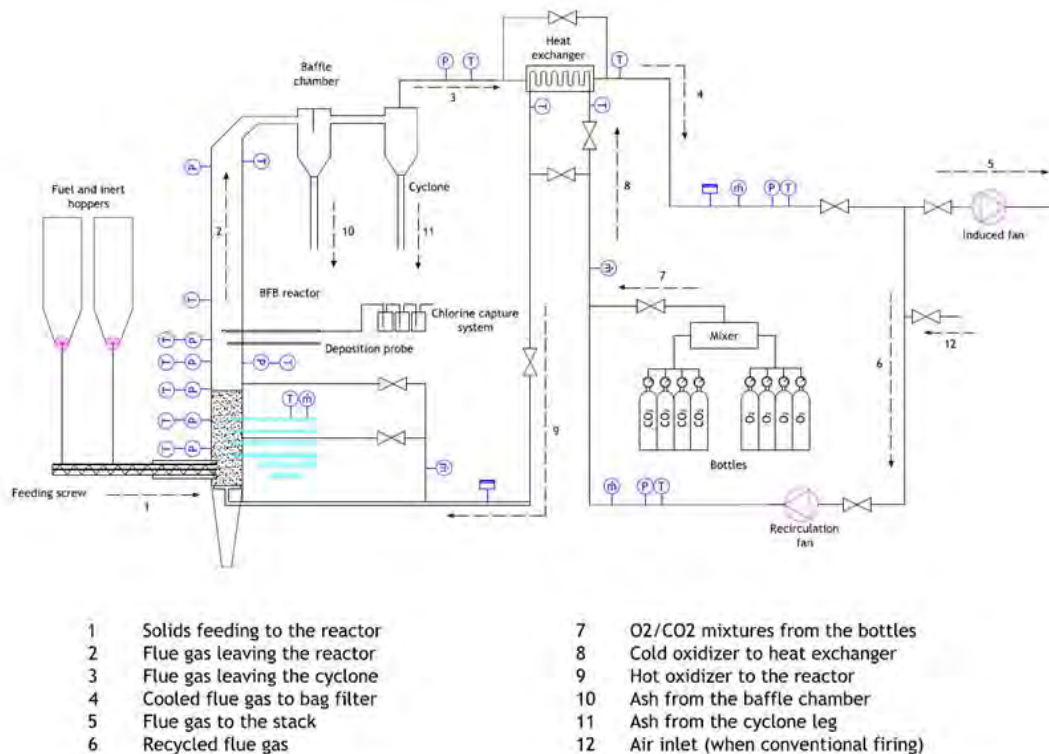 Heat
exchanger
P
T
T
3
4
Baffle
chamber
T
T
5
P
T
Cyclone
8
ṁ
P
T
Induced fan
Fuel and inert
hoppers
2
10
11
ṁ
7
T
BFB reactor
Chlorine capture
system
Mixer
12
6
T
P
Deposition probe
T
P
P
T
CO₂
CO₂
CO₂
CO₂
O₂
O₂
O₂
O₂
T
P
T
ṁ
T
P
9
Bottles
T
P
ṁ
Feeding screw
1
ṁ
P
T
Recirculation
fan
1 Solids feeding to the reactor
2 Flue gas leaving the reactor
3 Flue gas leaving the cyclone
4 Cooled flue gas to bag filter
5 Flue gas to the stack
6 Recycled flue gas
7 O2/CO2 mixtures from the bottles
8 Cold oxidizer to heat exchanger
9 Hot oxidizer to the reactor
10 Ash from the baffle chamber
11 Ash from the cyclone leg
12 Air inlet (when conventional firing)